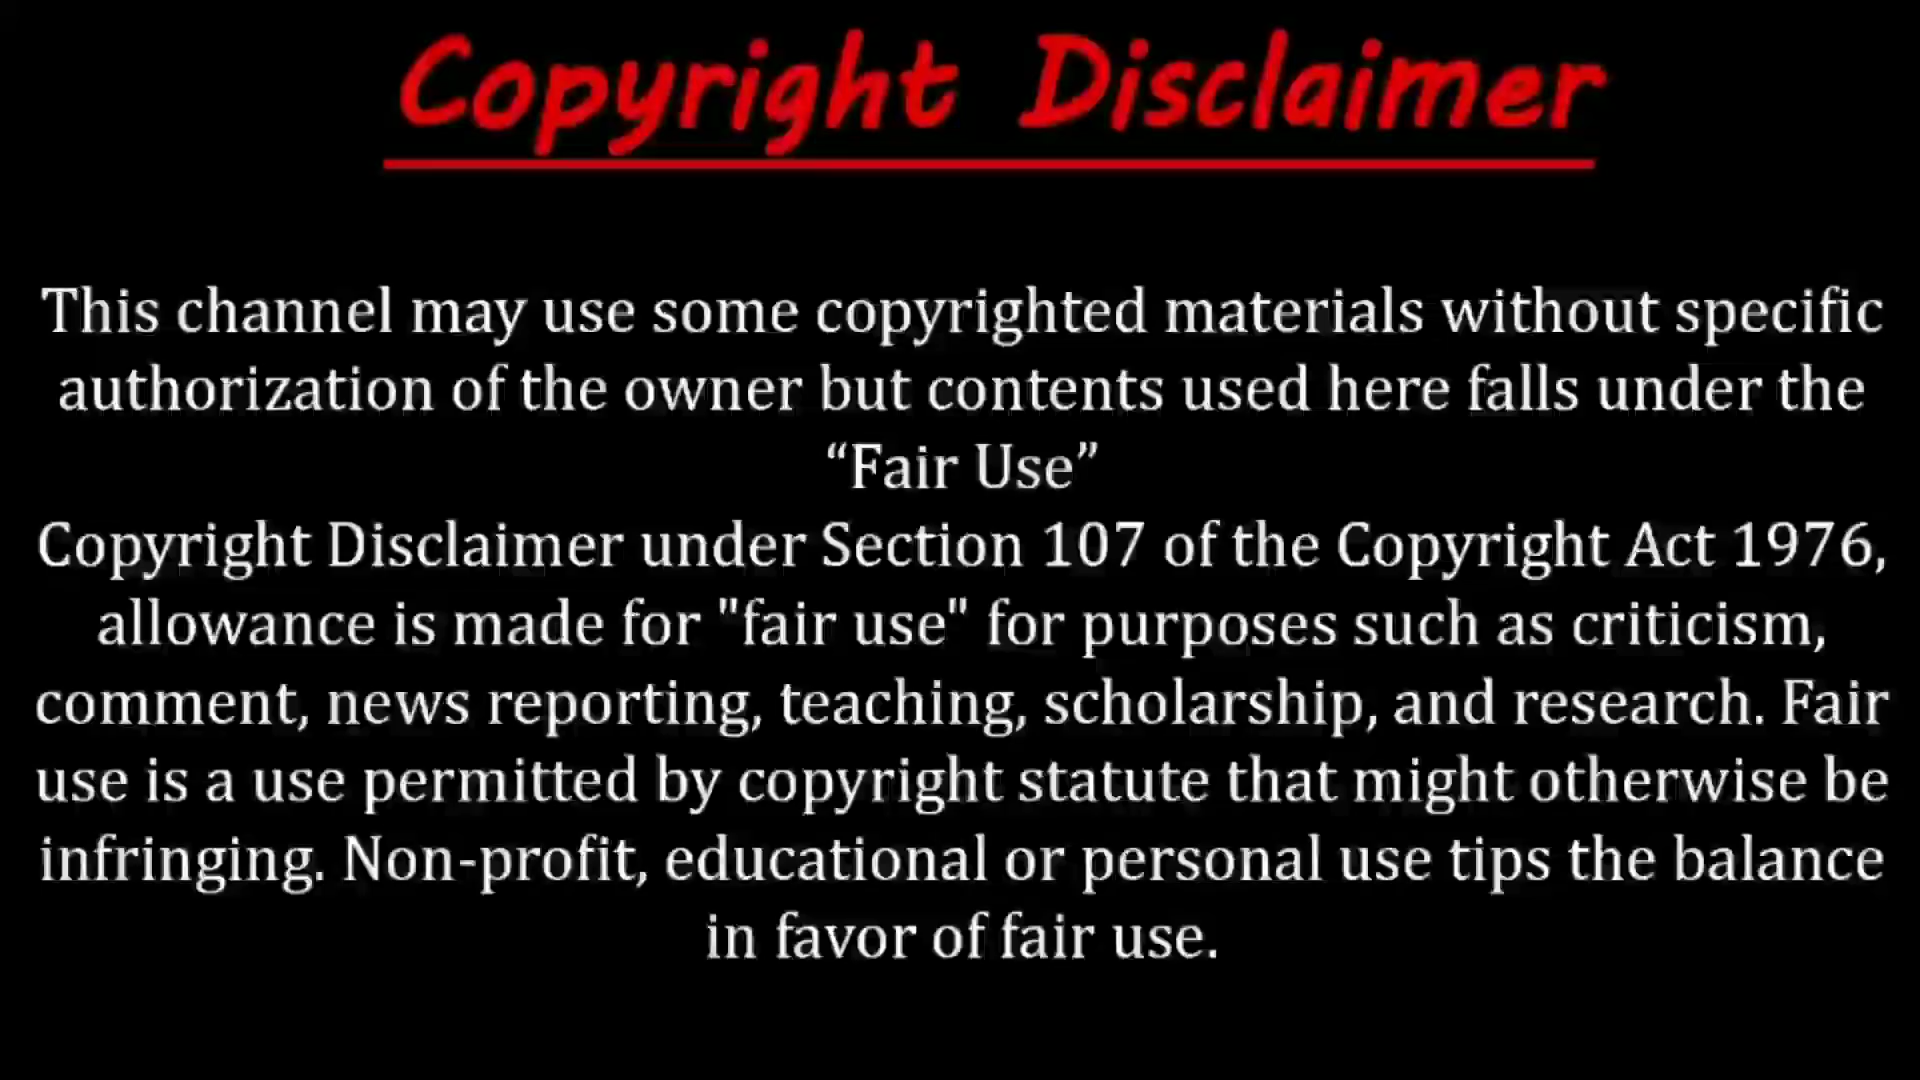 Copyright Disclaimer
This channel may use some copyrighted materials without specific
authorization of the owner but contents used here falls under the
“Fair Use”
Copyright Disclaimer under Section 107 of the Copyright Act 1976,
allowance is made for "fair use" for purposes such as criticism,
comment, news reporting, teaching, scholarship, and research. Fair
use is a use permitted by copyright statute that might otherwise be
infringing. Non-profit, educational or personal use tips the balance
in favor of fair use.